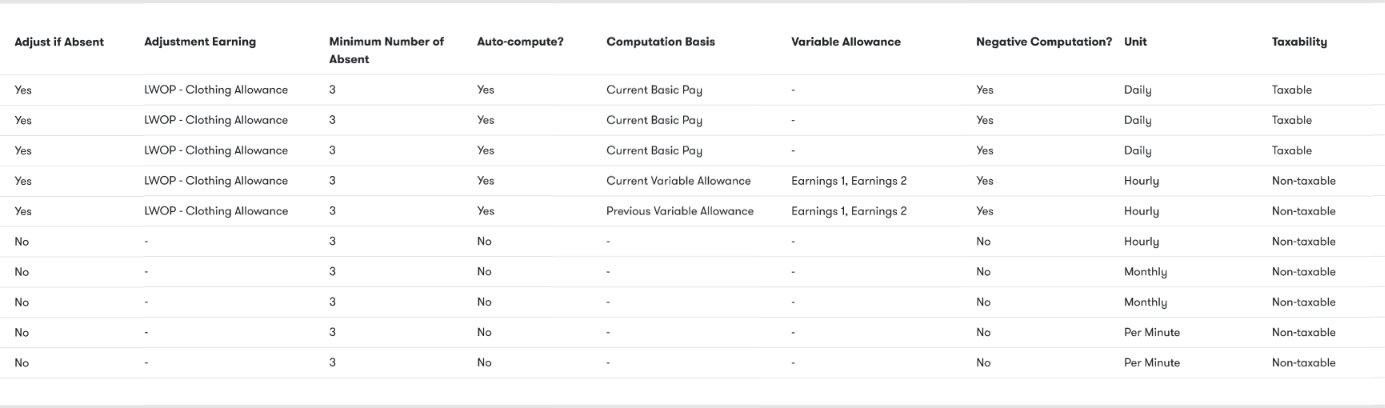 Adjust if Absent Adjustment Earning Minimum Number of Absent Auto-compute? Computation Basis Variable Allowance Negative Computation? Unit Taxability
Yes LWOP - Clothing Allowance 3 Yes Current Basic Pay - Yes Daily Taxable
Yes LWOP - Clothing Allowance 3 Yes Current Basic Pay - Yes Daily Taxable
Yes LWOP - Clothing Allowance 3 Yes Current Basic Pay - Yes Daily Taxable
Yes LWOP - Clothing Allowance 3 Yes Current Variable Allowance Earnings 1, Earnings 2 Yes Hourly Non-taxable
Yes LWOP - Clothing Allowance 3 Yes Previous Variable Allowance Earnings 1, Earnings 2 Yes Hourly Non-taxable
No - 3 No - - No Hourly Non-taxable
No - 3 No - - No Monthly Non-taxable
No - 3 No - - No Monthly Non-taxable
No - 3 No - - No Per Minute Non-taxable
No - 3 No - - No Per Minute Non-taxable